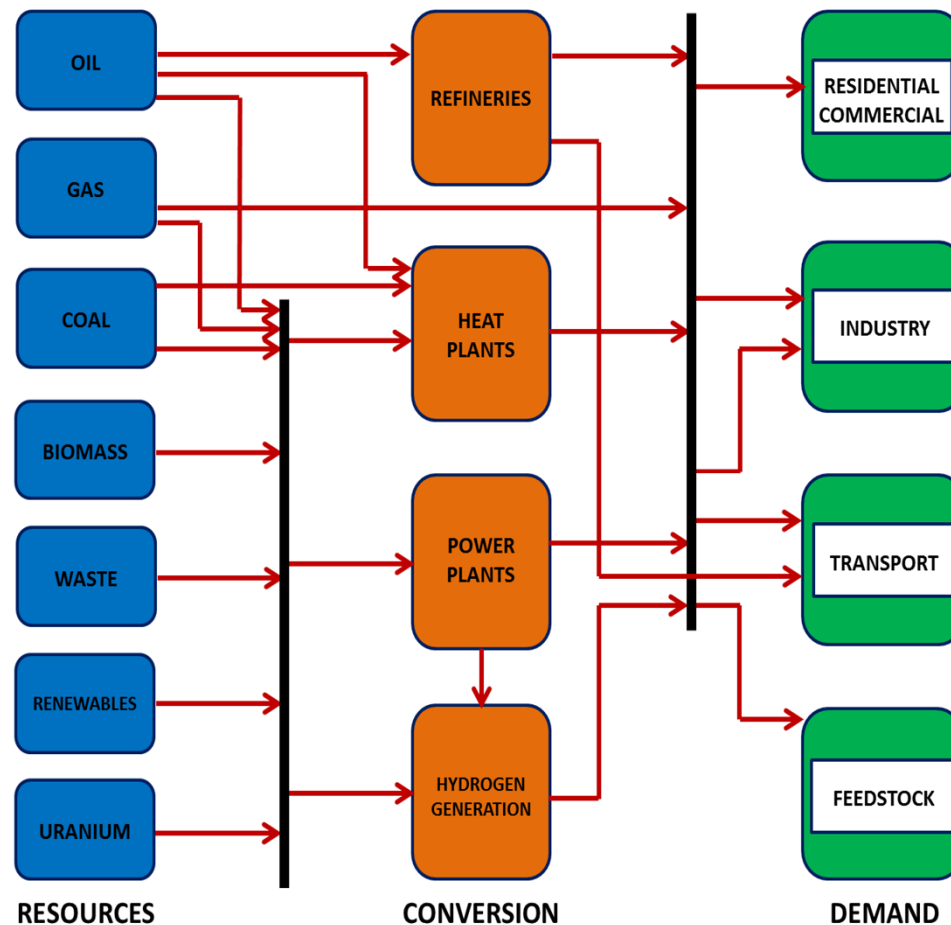 OIL
GAS
COAL
BIOMASS
WASTE
RENEWABLES
URANIUM
RESOURCES
REFINERIES
HEAT
PLANTS
POWER
PLANTS
HYDROGEN
GENERATION
CONVERSION
RESIDENTIAL
COMMERCIAL
INDUSTRY
TRANSPORT
FEEDSTOCK
DEMAND